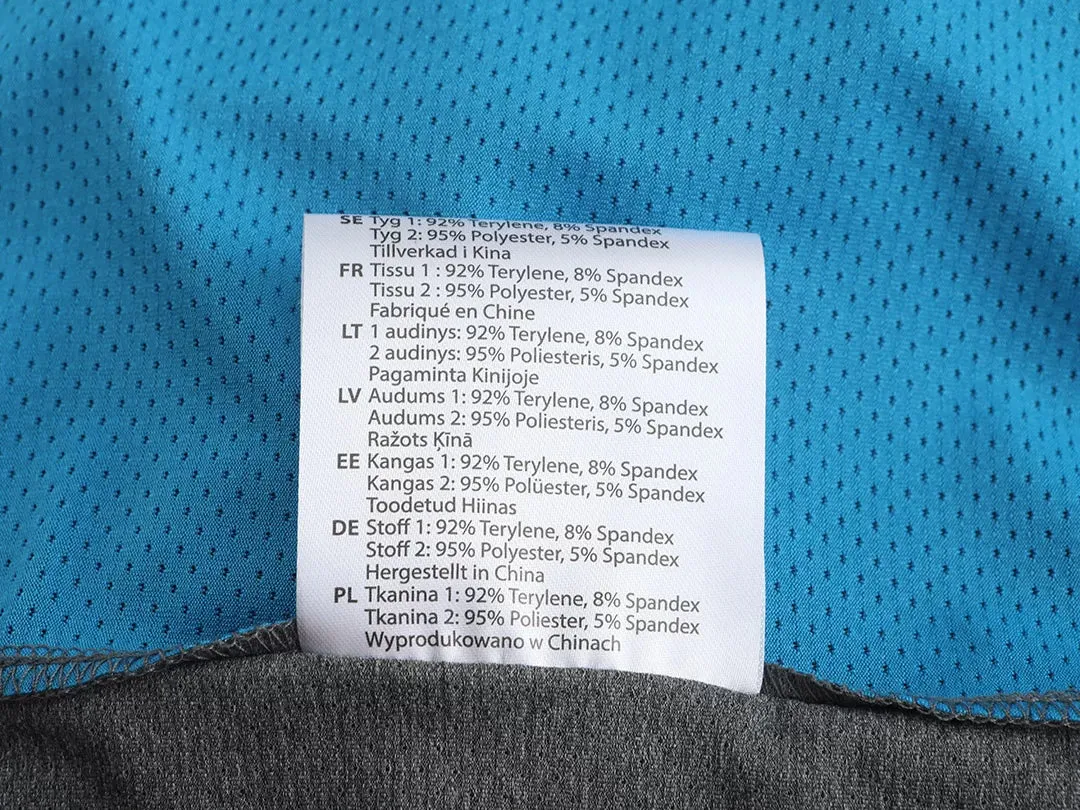 SE Tyg 1: 92% Terylene, 8% Spandex
Tyg 2: 95% Polyester, 5% Spandex
Tillverkad i Kina
FR Tissu 1 : 92% Terylene, 8% Spandex
Tissu 2 : 95% Polyester, 5% Spandex
Fabriqué en Chine
LT 1 audinys: 92% Terylene, 8% Spandex
2 audinys: 95% Poliesteris, 5% Spandex
Pagaminta Kinijoje
LV Audums 1: 92% Terylene, 8% Spandex
Audums 2: 95% Poliesteris, 5% Spandex
Ražots Ķīnā
EE Kangas 1: 92% Terylene, 8% Spandex
Kangas 2: 95% Polüester, 5% Spandex
Toodetud Hiinas
DE Stoff 1: 92% Terylene, 8% Spandex
Stoff 2: 95% Polyester, 5% Spandex
Hergestellt in China
PL Tkanina 1: 92% Terylene, 8% Spandex
Tkanina 2: 95% Poliester, 5% Spandex
Wyprodukowano w Chinach